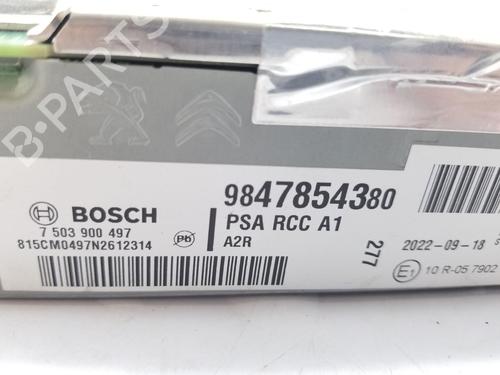 B-PARTS
BOSCH
7 503 900 497
815CM0497N2612314
Pb
9847854380
PSA RCC A1
A2R
277
2022-09-18
E1
10 R-05 7902